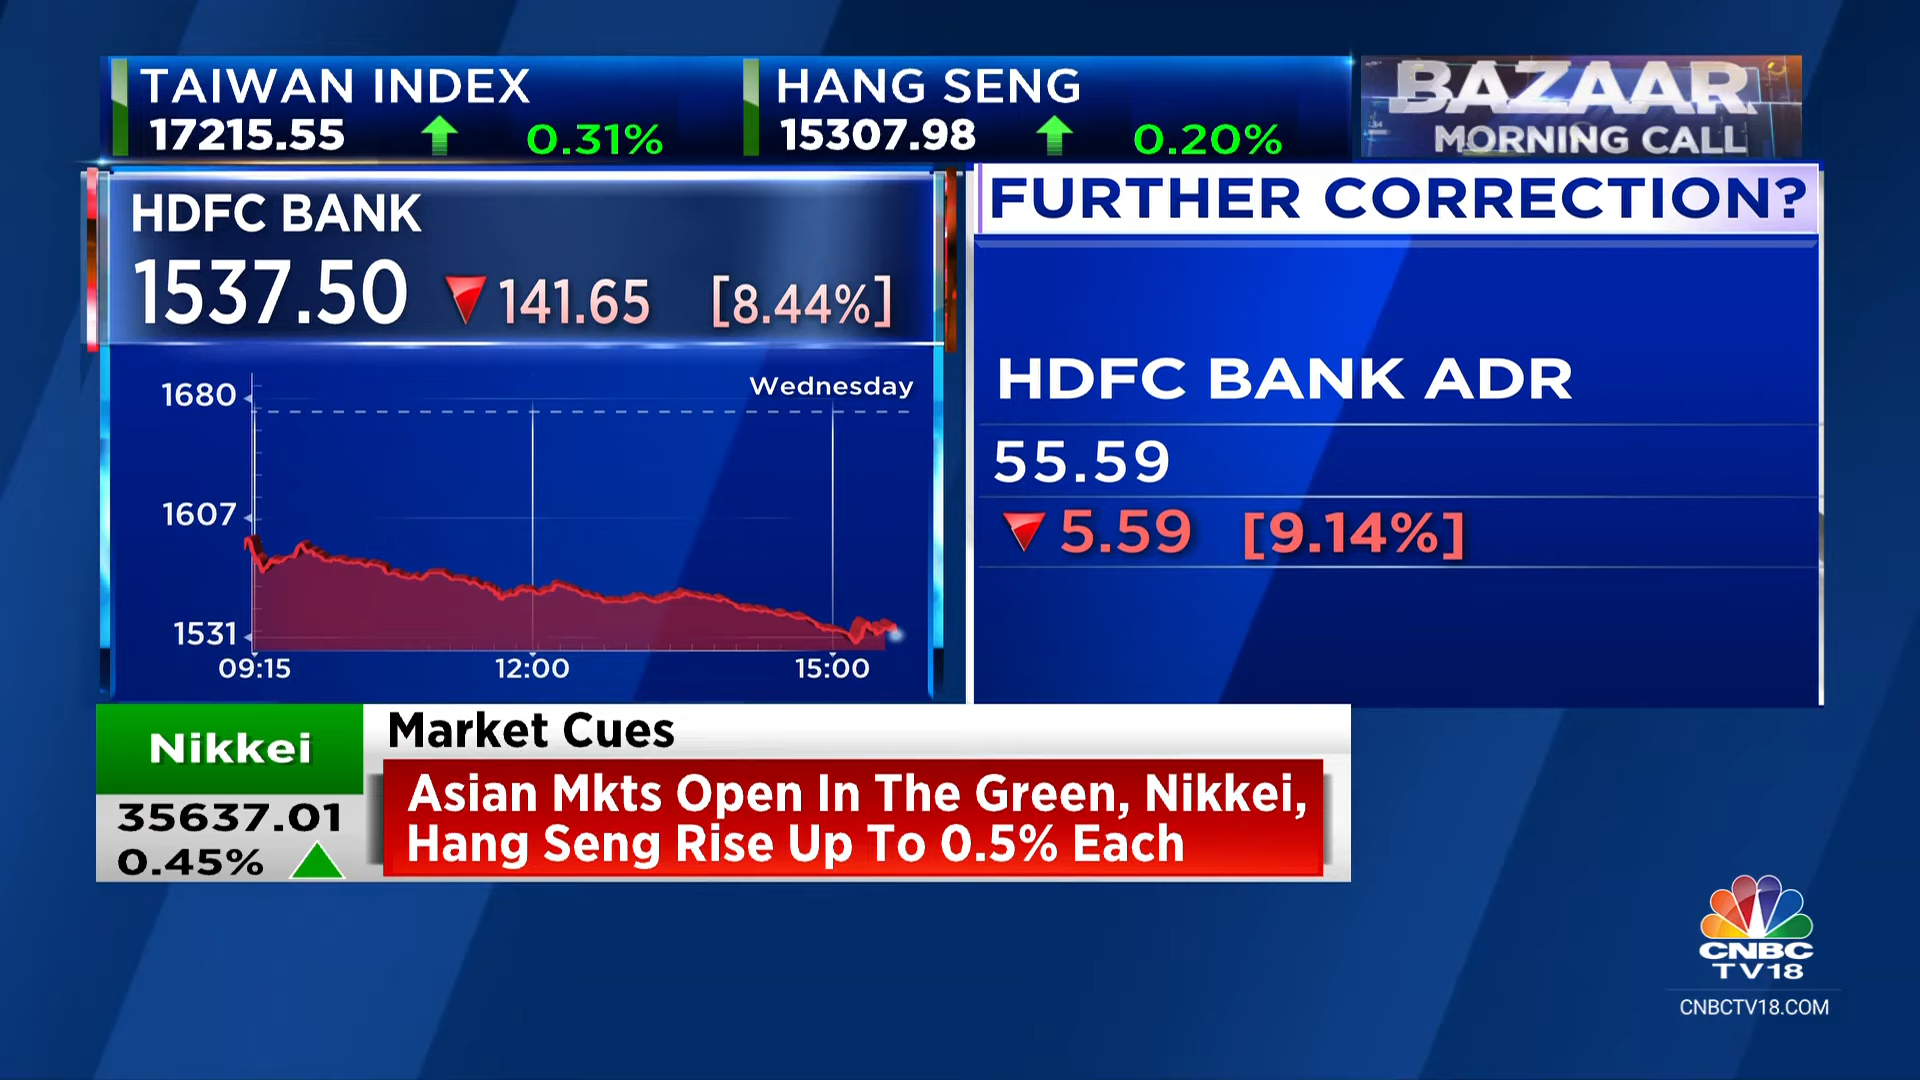 TAIWAN INDEX
17215.55 0.31%
HANG SENG
15307.98 0.20%
BAZAAR
MORNING CALL
HDFC BANK
1537.50 141.65 [8.44%]
Wednesday
1680
1607
1531
09:15 12:00 15:00
FURTHER CORRECTION?
HDFC BANK ADR
55.59
5.59 [9.14%]
Nikkei
35637.01
0.45%
Market Cues
Asian Mkts Open In The Green, Nikkei,
Hang Seng Rise Up To 0.5% Each
CNBC
TV18
CNBCTV18.COM